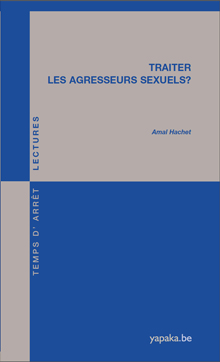 TRAITER
LES AGRESSEURS SEXUELS?
Amal Hachet
LECTURES
TEMPS D' ARRÊT
yapaka.be